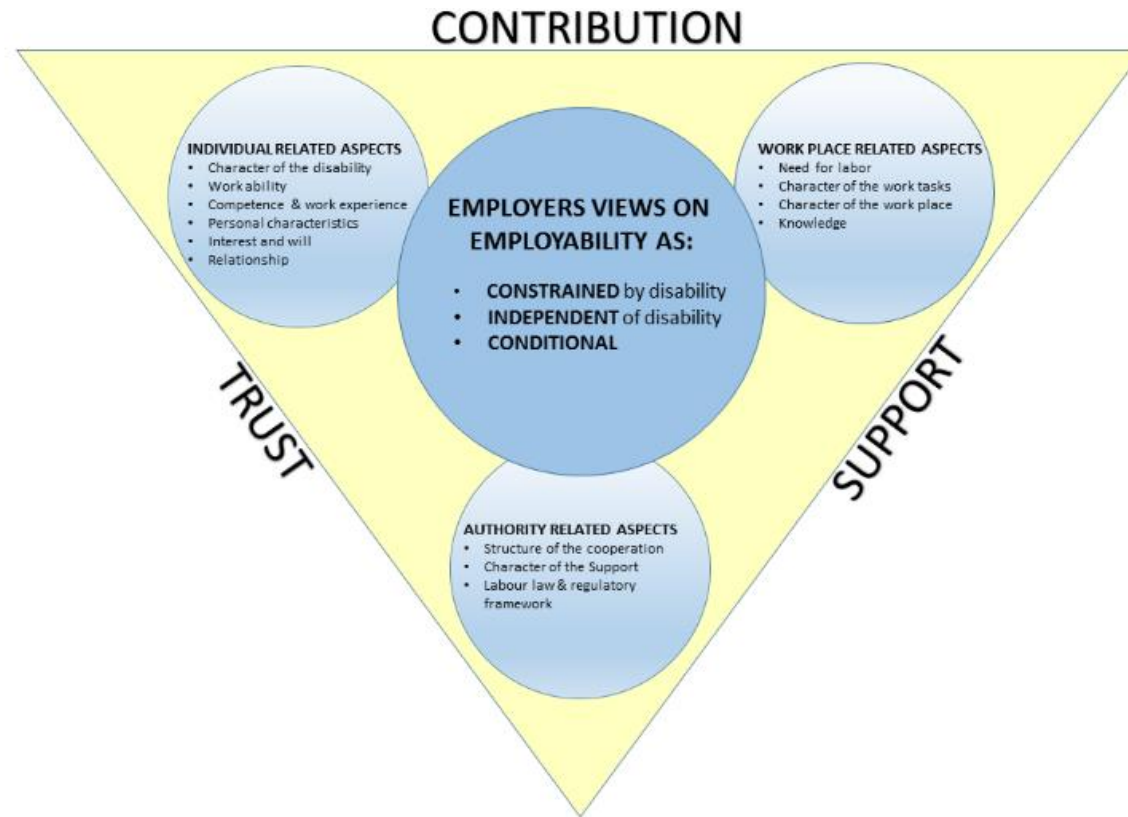 CONTRIBUTION
INDIVIDUAL RELATED ASPECTS
• Character of the disability
• Work ability
• Competence & work experience
• Personal characteristics
• Interest and will
• Relationship
EMPLOYERS VIEWS ON
EMPLOYABILITY AS:
• CONSTRAINED by disability
• INDEPENDENT of disability
• CONDITIONAL
WORK PLACE RELATED ASPECTS
• Need for labor
• Character of the work tasks
• Character of the work place
• Knowledge
TRUST
SUPPORT
AUTHORITY RELATED ASPECTS
• Structure of the cooperation
• Character of the Support
• Labour law & regulatory
framework